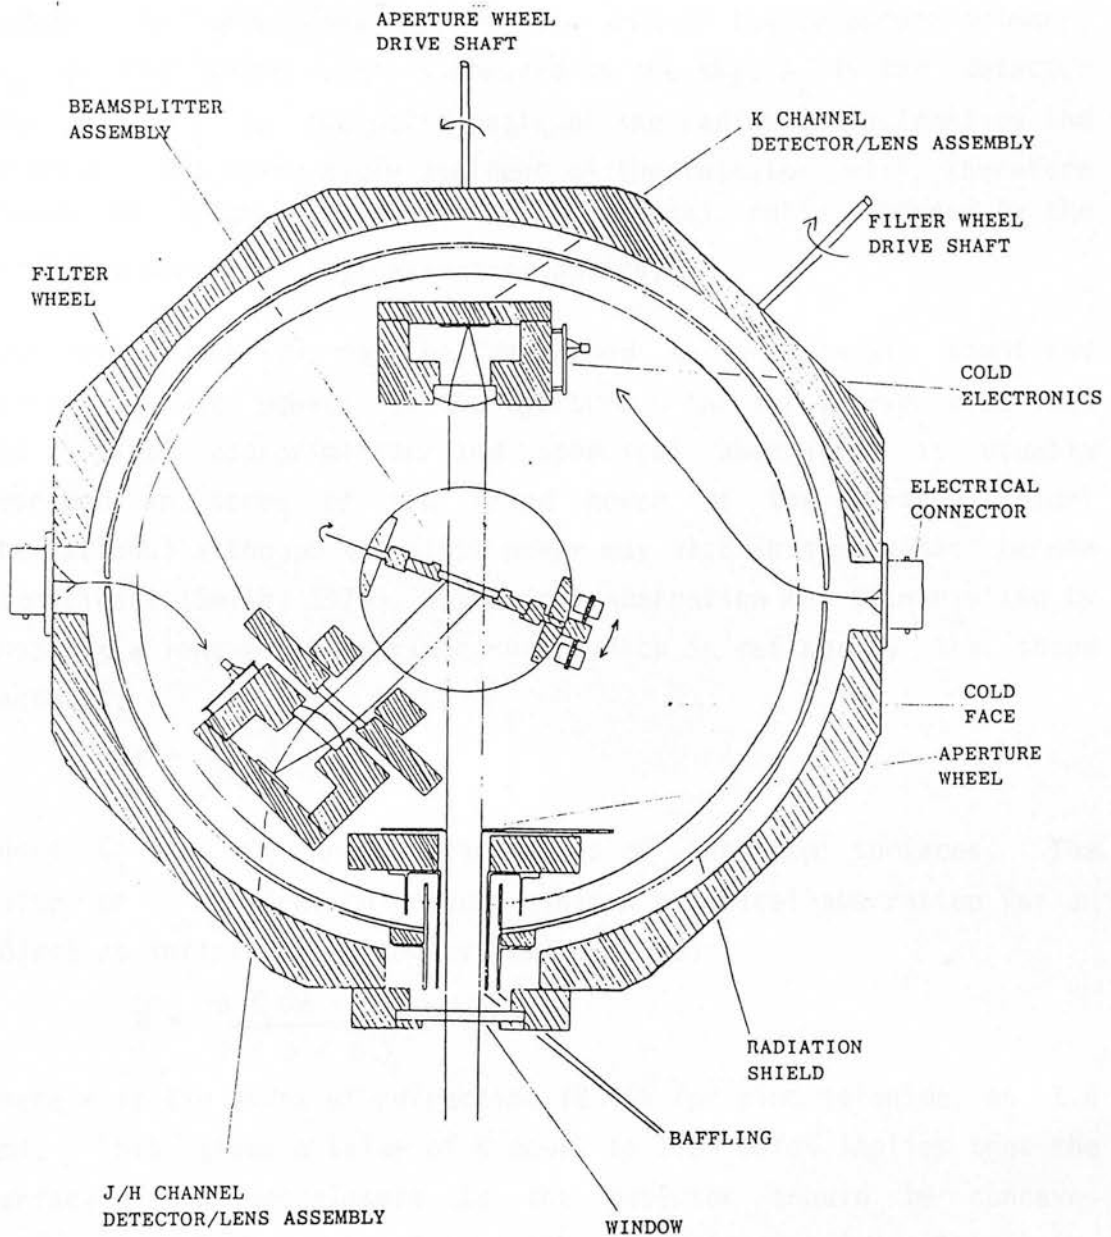 APERTURE WHEEL
DRIVE SHAFT
BEAMSPLITTER
ASSEMBLY
K CHANNEL
DETECTOR/LENS ASSEMBLY
FILTER WHEEL
DRIVE SHAFT
FILTER
WHEEL
COLD
ELECTRONICS
ELECTRICAL
CONNECTOR
COLD
FACE
APERTURE
WHEEL
RADIATION
SHIELD
BAFFLING
J/H CHANNEL
DETECTOR/LENS ASSEMBLY
WINDOW